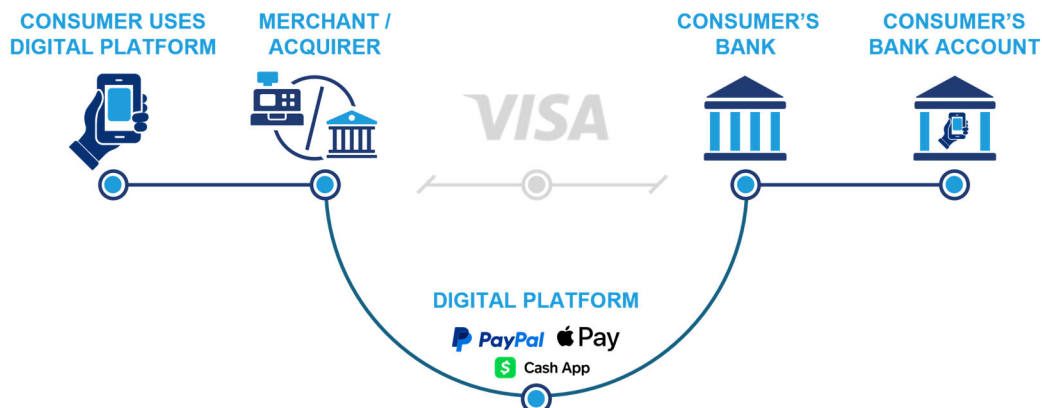 CONSUMER USES
DIGITAL PLATFORM
MERCHANT /
ACQUIRER
VISA
CONSUMER’S
BANK
CONSUMER’S
BANK ACCOUNT
DIGITAL PLATFORM
PayPal Pay
$ Cash App